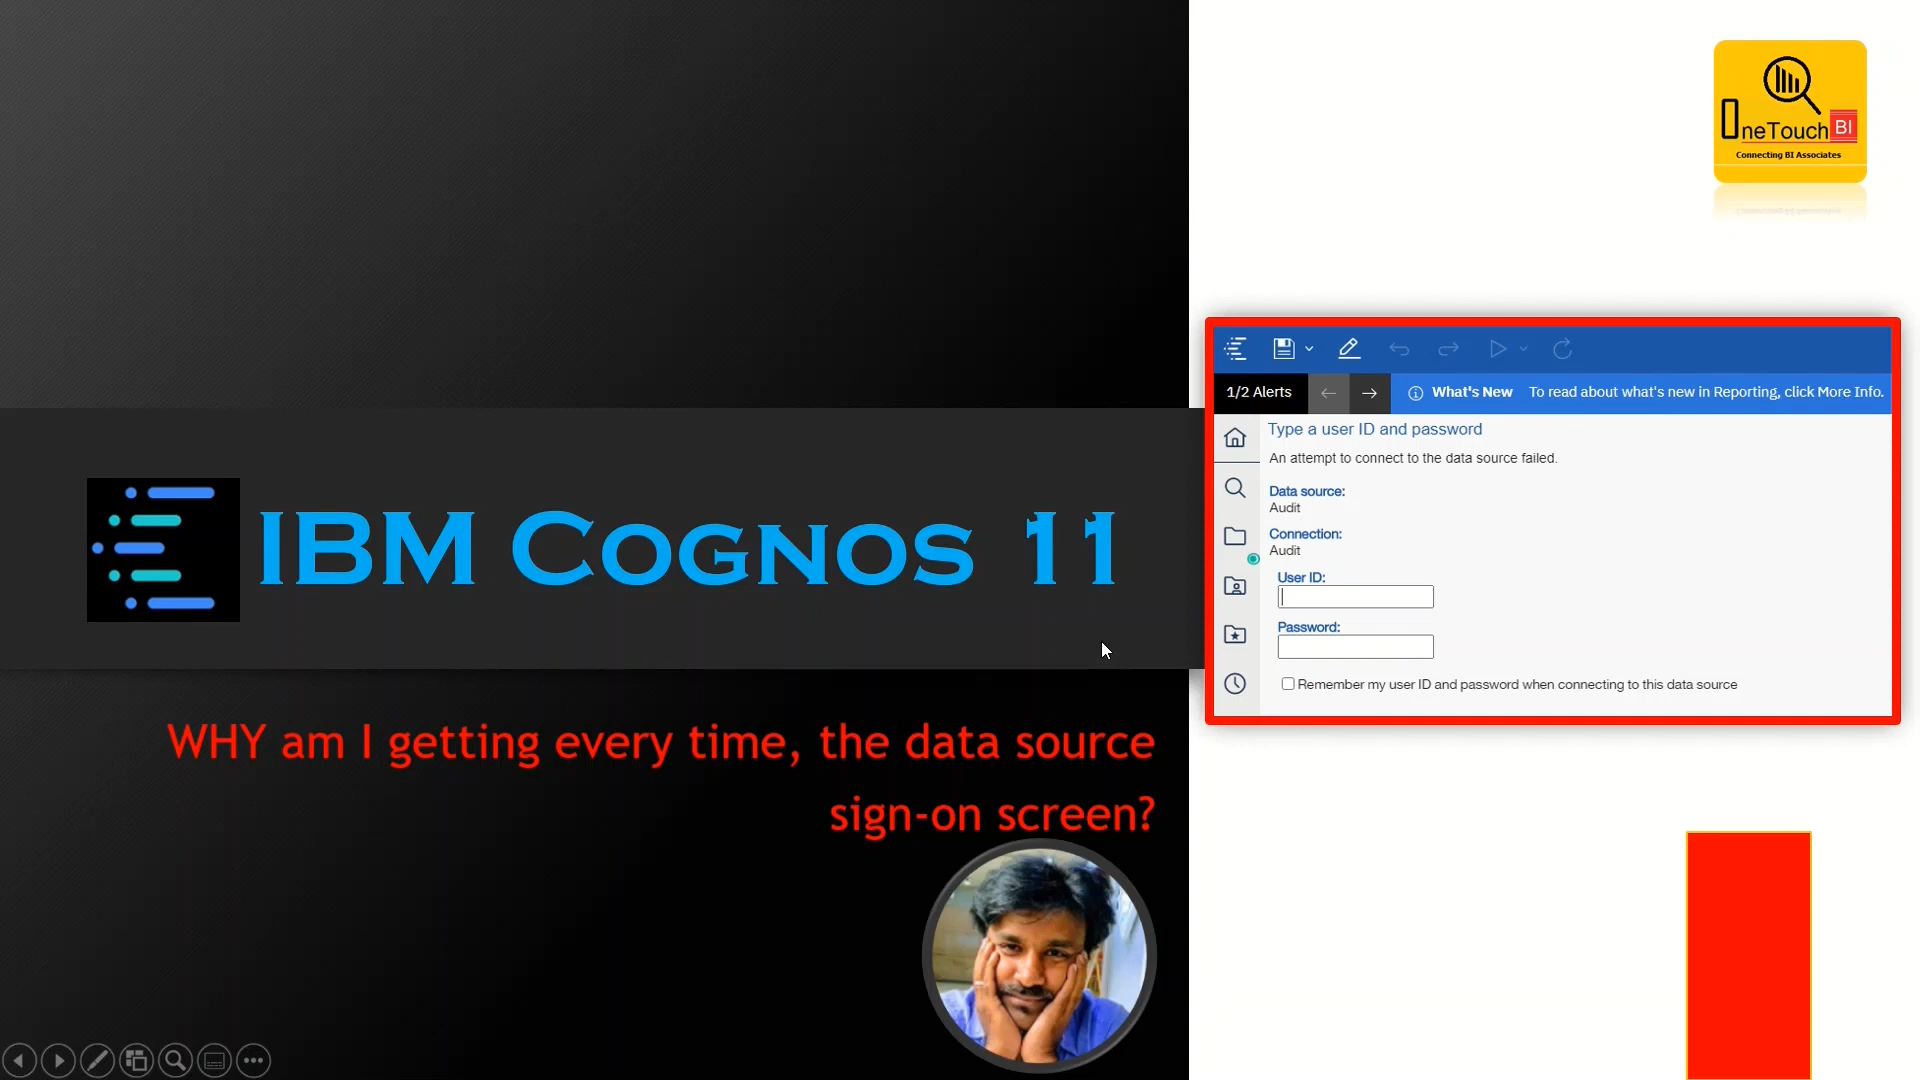 IBM COGNOS 11
WHY am I getting every time, the data source
sign-on screen?
OneTouch BI
Connecting BI Associates
1/2 Alerts
What's New To read about what's new in Reporting, click More Info.
Type a user ID and password
An attempt to connect to the data source failed.
Data source:
Audit
Connection:
Audit
User ID:
Password:
Remember my user ID and password when connecting to this data source